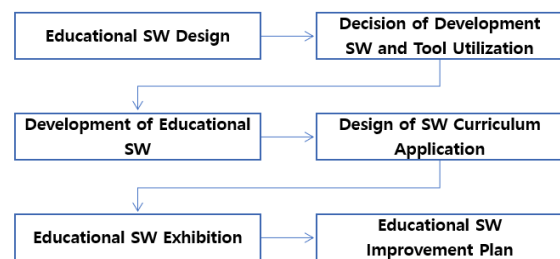 Educational SW Design
Decision of Development
SW and Tool Utilization
Development of Educational
SW
Design of SW Curriculum
Application
Educational SW Exhibition
Educational SW
Improvement Plan